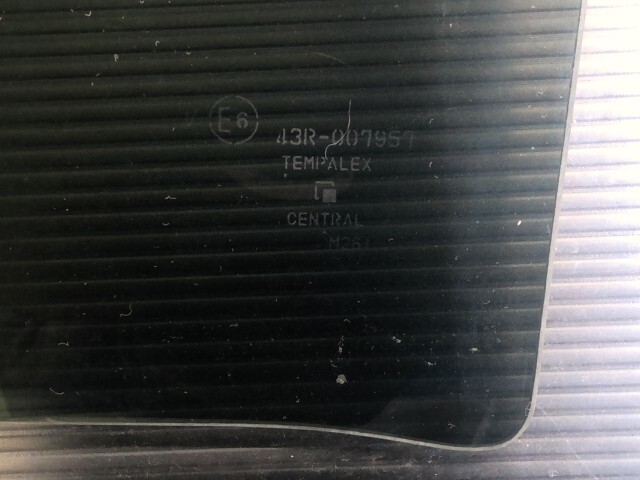 E6
43R-007957
TEMPALEX
CENTRAL